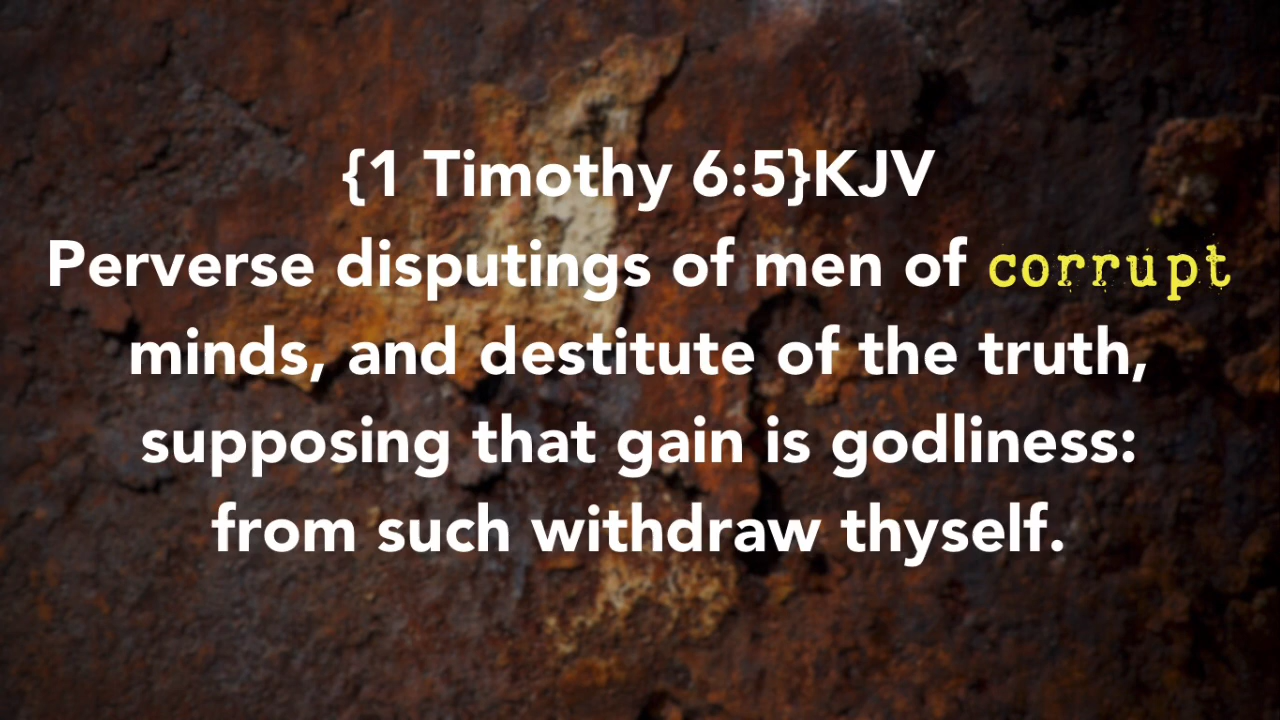 {1 Timothy 6:5}KJV
Perverse disputings of men of corrupt
minds, and destitute of the truth,
supposing that gain is godliness:
from such withdraw thyself.